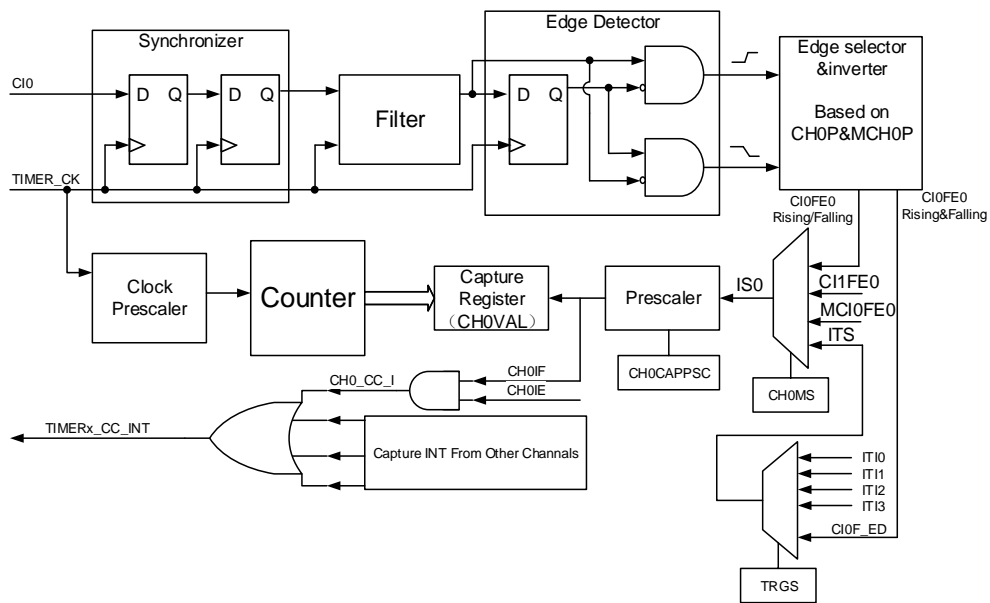 Synchronizer
Edge Detector
CI0
D Q
D Q
Filter
D Q
Edge selector
&inverter
Based on
CH0P&MCH0P
TIMER_CK
CI0FE0
Rising/Falling
CI0FE0
Rising&Falling
Clock
Prescaler
Counter
Capture
Register
（CH0VAL）
Prescaler
IS0
CI1FE0
MCI0FE0
ITS
CH0CAPPSC
CH0MS
CH0_CC_I
CH0IF
CH0IE
TIMERx_CC_INT
Capture INT From Other Channels
ITI0
ITI1
ITI2
ITI3
CI0F_ED
TRGS